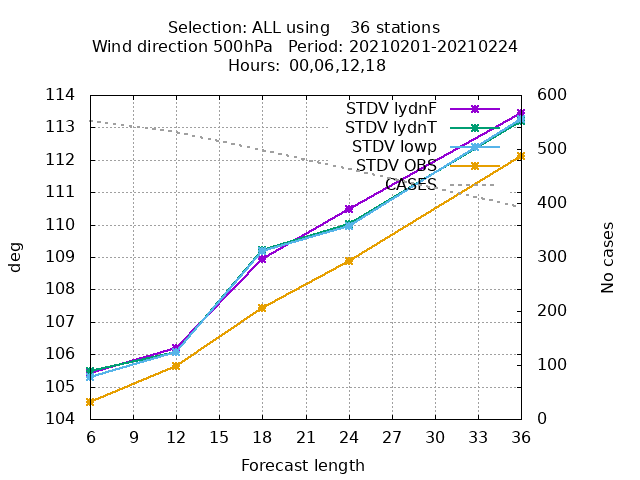 Selection: ALL using 36 stations
Wind direction 500hPa Period: 20210201-20210224
Hours: 00,06,12,18
114
113
112
111
110
109
108
107
106
105
104
deg
STDV lydnF
STDV lydnT
STDV lowp
STDV OBS
CASES
600
500
400
300
200
100
0
No cases
6 9 12 15 18 21 24 27 30 33 36
Forecast length